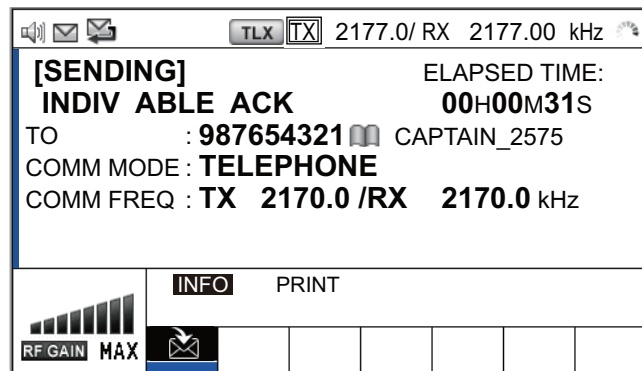 TLX TX 2177.0/ RX 2177.00 kHz
[SENDING] ELAPSED TIME:
INDIV ABLE ACK 00H00M31S
TO : 987654321 CAPTAIN_2575
COMM MODE : TELEPHONE
COMM FREQ : TX 2170.0 /RX 2170.0 kHz
INFO PRINT
RF GAIN MAX